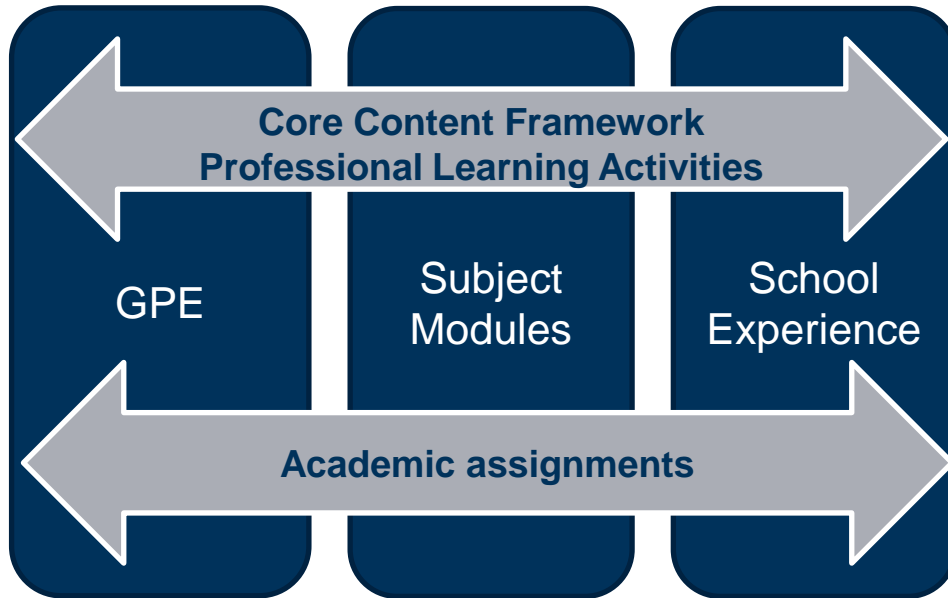 Core Content Framework
Professional Learning Activities
GPE
Subject
Modules
School
Experience
Academic assignments